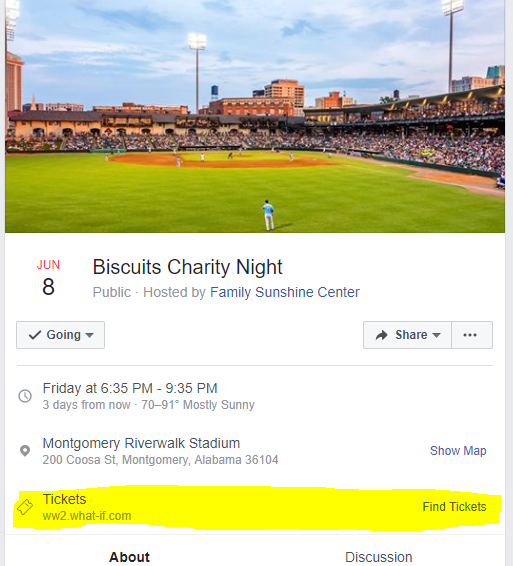 JUN
8
Biscuits Charity Night
Public · Hosted by Family Sunshine Center
Going
Share
Friday at 6:35 PM - 9:35 PM
3 days from now · 70–91° Mostly Sunny
Montgomery Riverwalk Stadium
200 Coosa St, Montgomery, Alabama 36104
Show Map
Tickets
ww2.what-if.com
Find Tickets
About
Discussion